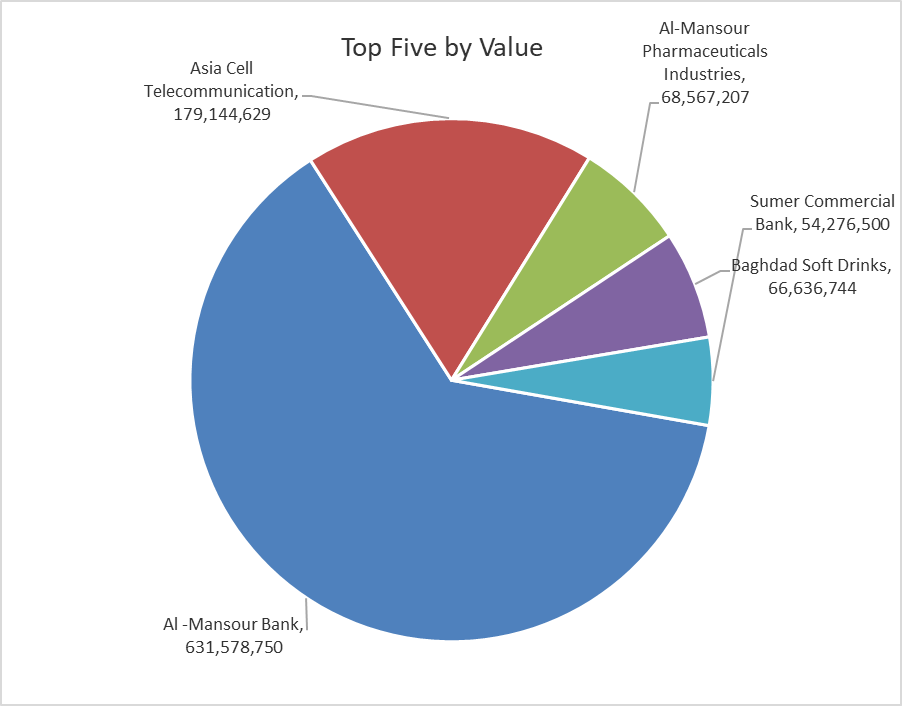 Top Five by Value
Asia Cell
Telecommunication,
179,144,629
Al-Mansour
Pharmaceuticals
Industries,
68,567,207
Sumer Commercial
Bank, 54,276,500
Baghdad Soft Drinks,
66,636,744
Al -Mansour Bank,
631,578,750